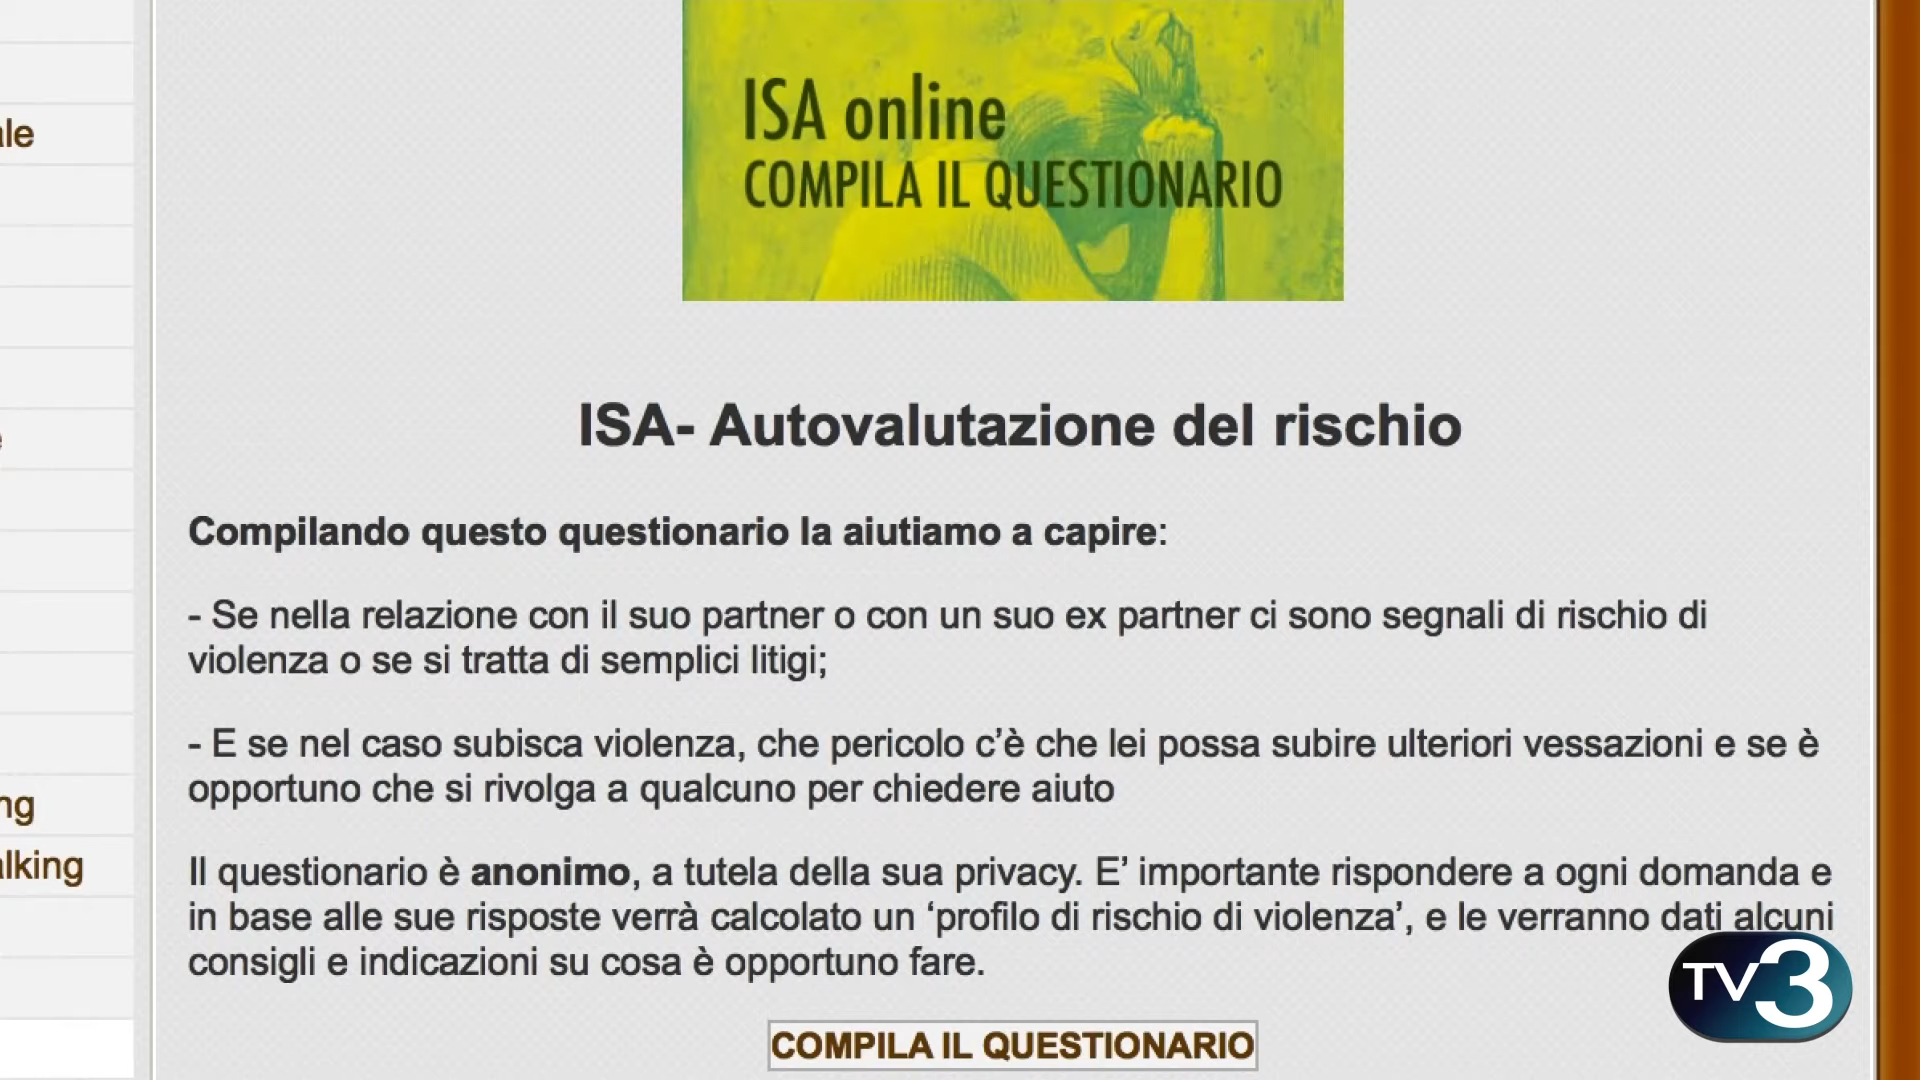 ISA online
COMPILA IL QUESTIONARIO
ale
ISA- Autovalutazione del rischio
Compilando questo questionario la aiutiamo a capire:
- Se nella relazione con il suo partner o con un suo ex partner ci sono segnali di rischio di
violenza o se si tratta di semplici litigi;
- E se nel caso subisca violenza, che pericolo c’è che lei possa subire ulteriori vessazioni e se è
opportuno che si rivolga a qualcuno per chiedere aiuto
ng
alking
Il questionario è anonimo, a tutela della sua privacy. E’ importante rispondere a ogni domanda e
in base alle sue risposte verrà calcolato un ‘profilo di rischio di violenza’, e le verranno dati alcuni
consigli e indicazioni su cosa è opportuno fare.
TV3
COMPILA IL QUESTIONARIO